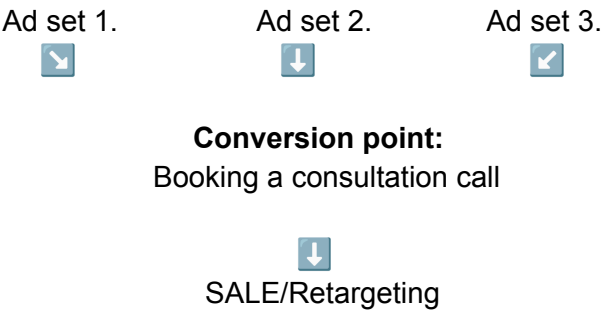 Ad set 1. Ad set 2. Ad set 3.
↘️ ⬇️ ↙️
Conversion point:
Booking a consultation call
⬇️
SALE/Retargeting